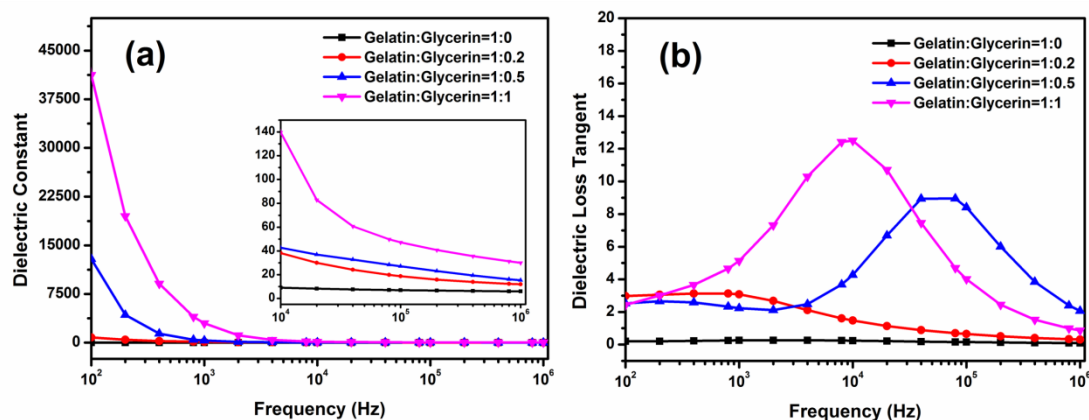 (a)
Gelatin:Glycerin=1:0
Gelatin:Glycerin=1:0.2
Gelatin:Glycerin=1:0.5
Gelatin:Glycerin=1:1
Dielectric Constant
45000
37500
30000
22500
15000
7500
0
140
120
100
80
60
40
20
0
10⁴ 10⁵ 10⁶
10² 10³ 10⁴ 10⁵ 10⁶
Frequency (Hz)
(b)
Gelatin:Glycerin=1:0
Gelatin:Glycerin=1:0.2
Gelatin:Glycerin=1:0.5
Gelatin:Glycerin=1:1
Dielectric Loss Tangent
20
18
16
14
12
10
8
6
4
2
0
10² 10³ 10⁴ 10⁵ 10⁶
Frequency (Hz)